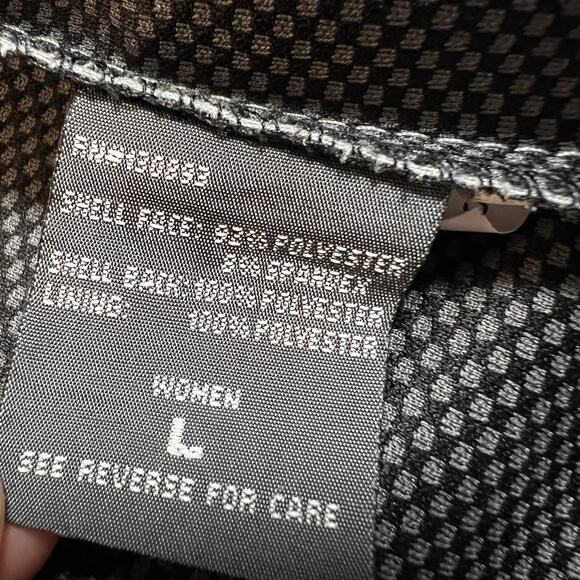 SHELL FACE: 92% POLYESTER
8% SPANDEX
SHELL BACK: 100% POLYESTER
LINING 100% POLYESTER
WOMEN
L
SEE REVERSE FOR CARE